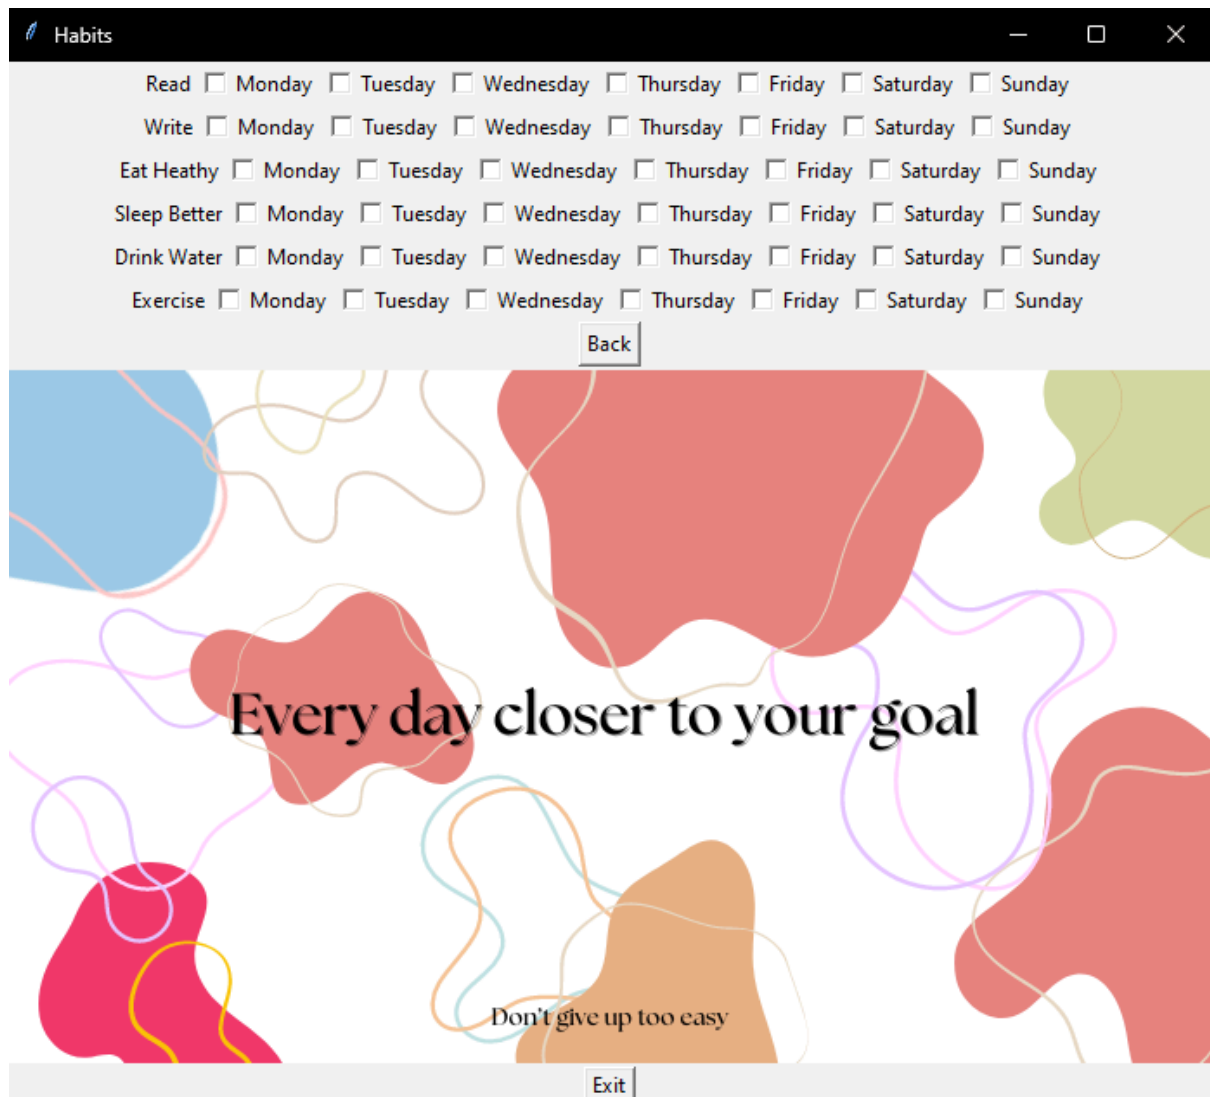 Habits
Read Monday Tuesday Wednesday Thursday Friday Saturday Sunday
Write Monday Tuesday Wednesday Thursday Friday Saturday Sunday
Eat Heathy Monday Tuesday Wednesday Thursday Friday Saturday Sunday
Sleep Better Monday Tuesday Wednesday Thursday Friday Saturday Sunday
Drink Water Monday Tuesday Wednesday Thursday Friday Saturday Sunday
Exercise Monday Tuesday Wednesday Thursday Friday Saturday Sunday
Back
Every day closer to your goal
Don't give up too easy
Exit